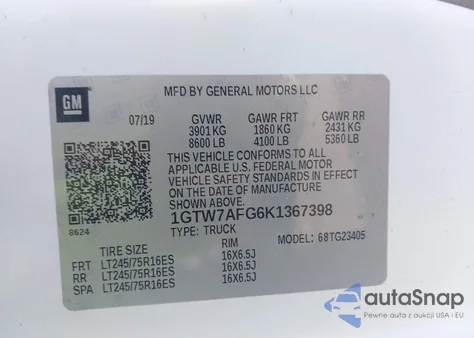 GM
MFD BY GENERAL MOTORS LLC
07/19 GVWR GAWR FRT GAWR RR
3901 KG 1860 KG 2431 KG
8600 LB 4100 LB 5360 LB
THIS VEHICLE CONFORMS TO ALL
APPLICABLE U.S. FEDERAL MOTOR
VEHICLE SAFETY STANDARDS IN EFFECT
ON THE DATE OF MANUFACTURE
SHOWN ABOVE.
8624 1GTW7AFG6K1367398
TYPE: TRUCK MODEL: 68TG23405
TIRE SIZE RIM
FRT LT245/75R16ES 16X6.5J
RR LT245/75R16ES 16X6.5J
SPA LT245/75R16ES 16X6.5J
autaSnap
Pewne auta z aukcji USA i EU